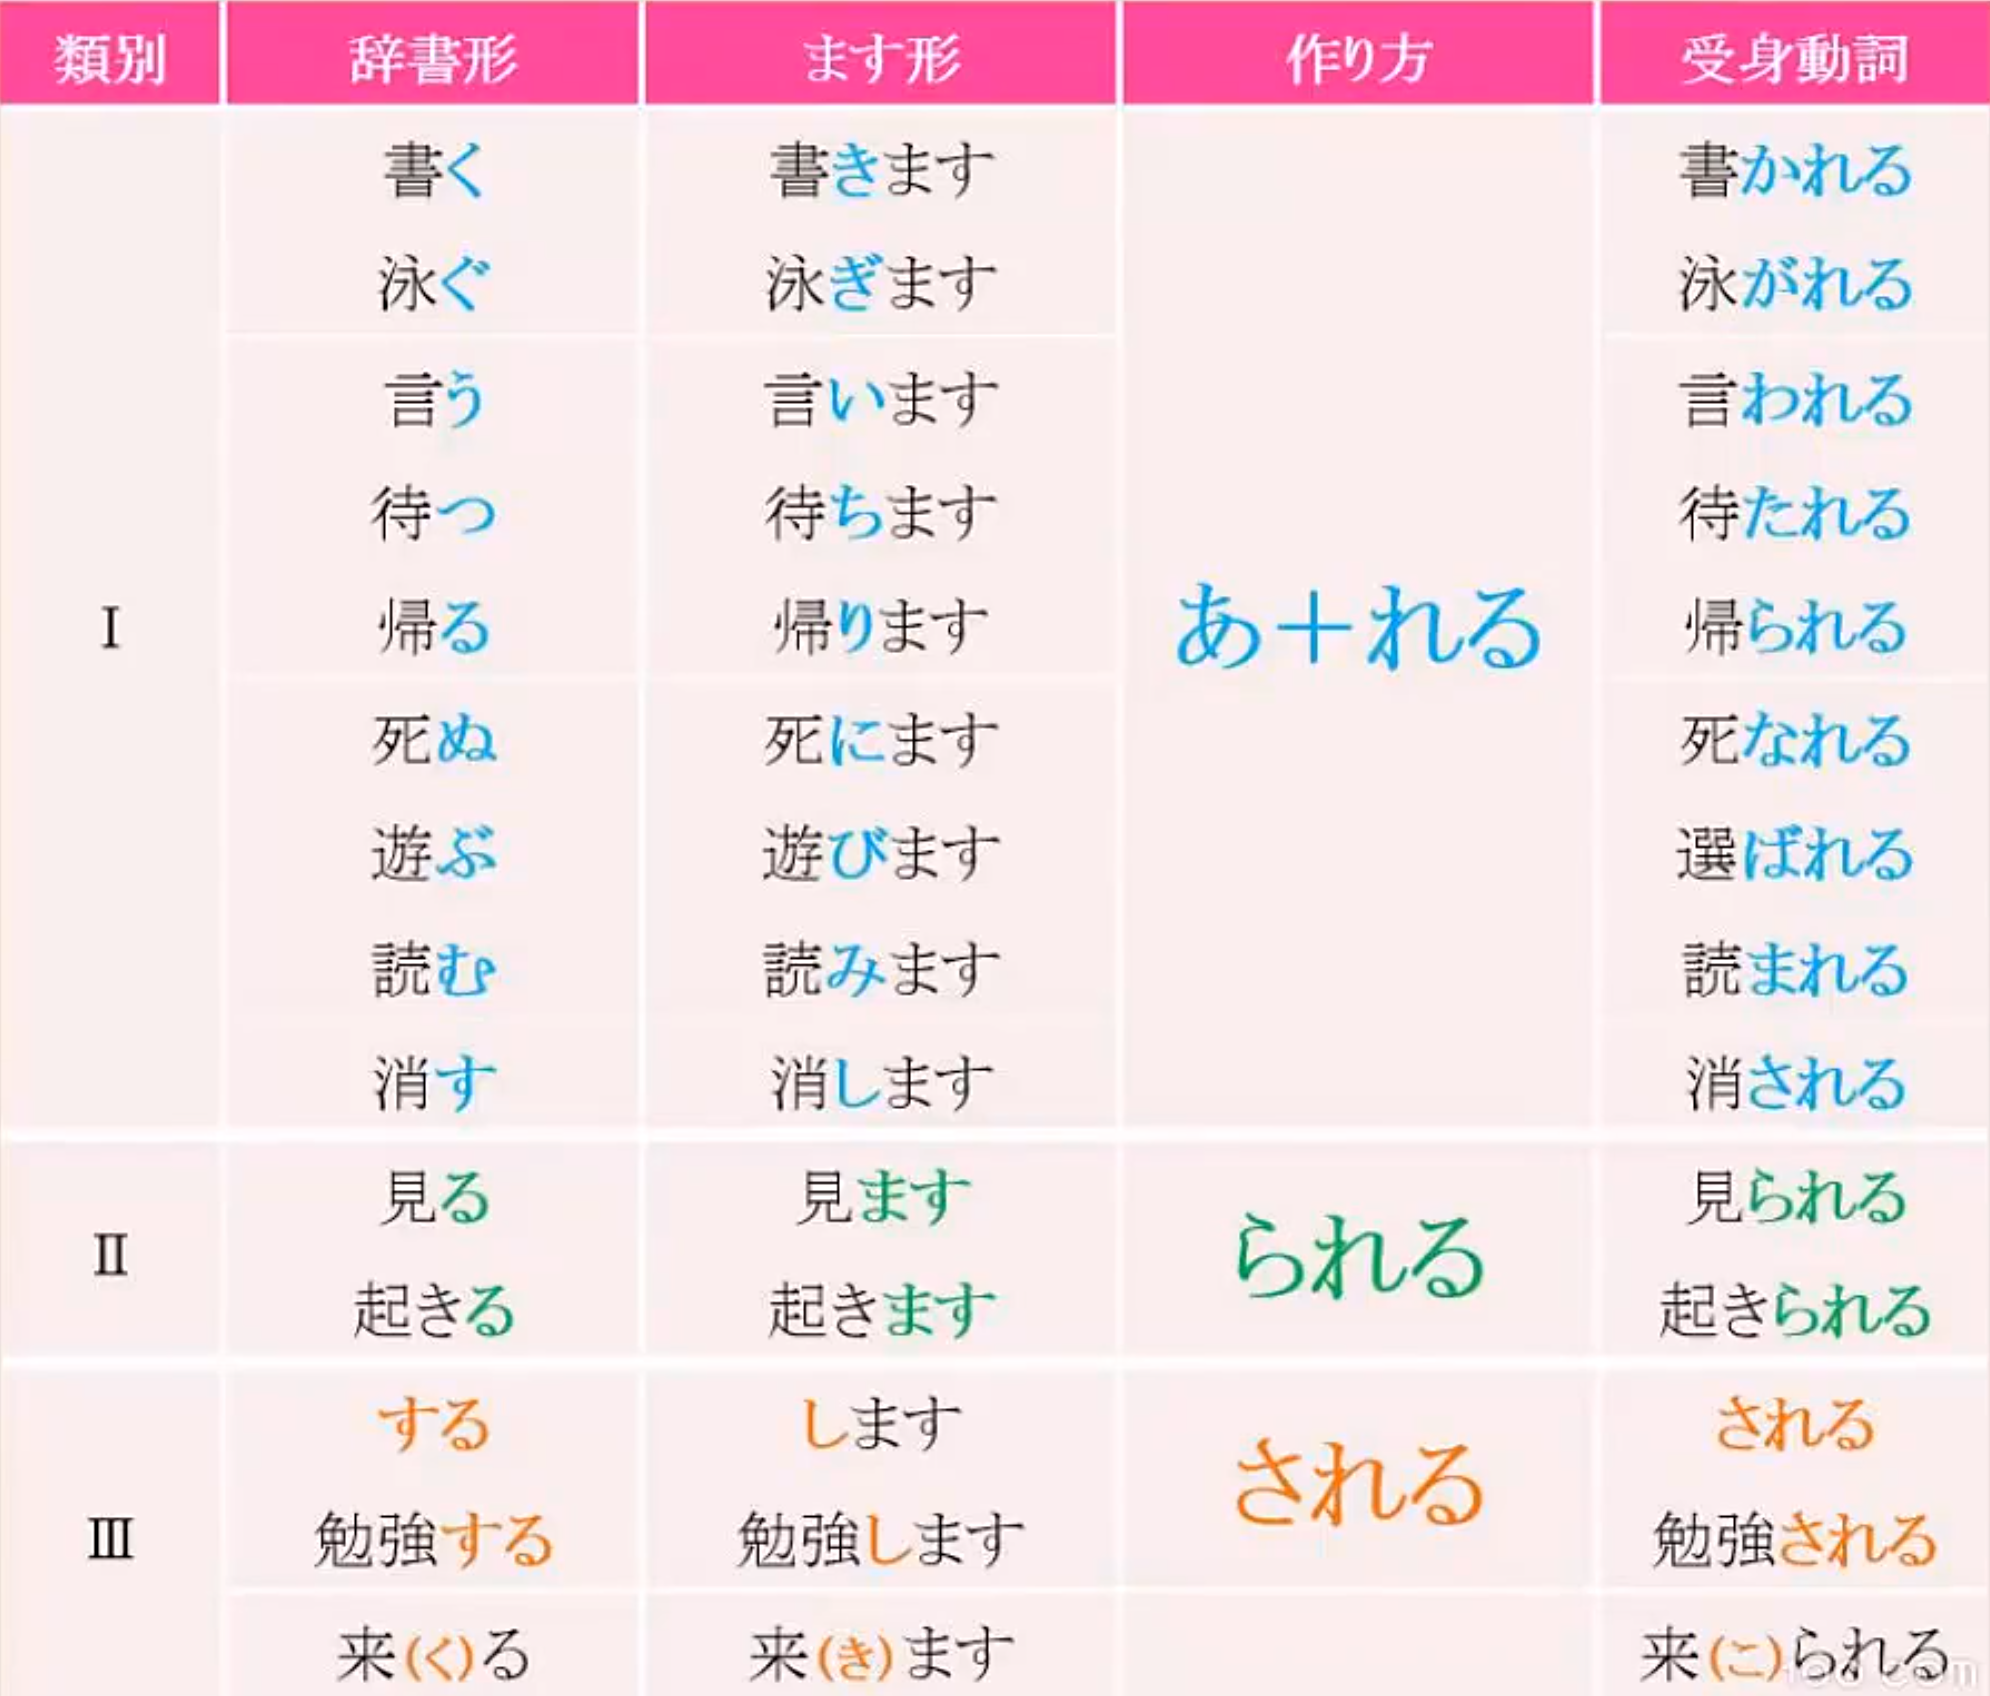 類別 辞書形 ます形 作り方 受身動詞
書く 書きます 書かれる
泳ぐ 泳ぎます 泳がれる
言う 言います 言われる
待つ 待ちます 待たれる
I 帰る 帰ります あ＋れる 帰られる
死ぬ 死にます 死なれる
遊ぶ 遊びます 選ばれる
読む 読みます 読まれる
消す 消します 消される
見る 見ます 見られる
II られる
起きる 起きます 起きられる
する します される
される
III 勉強する 勉強します 勉強される
来(く)る 来(き)ます 来(こ)られる